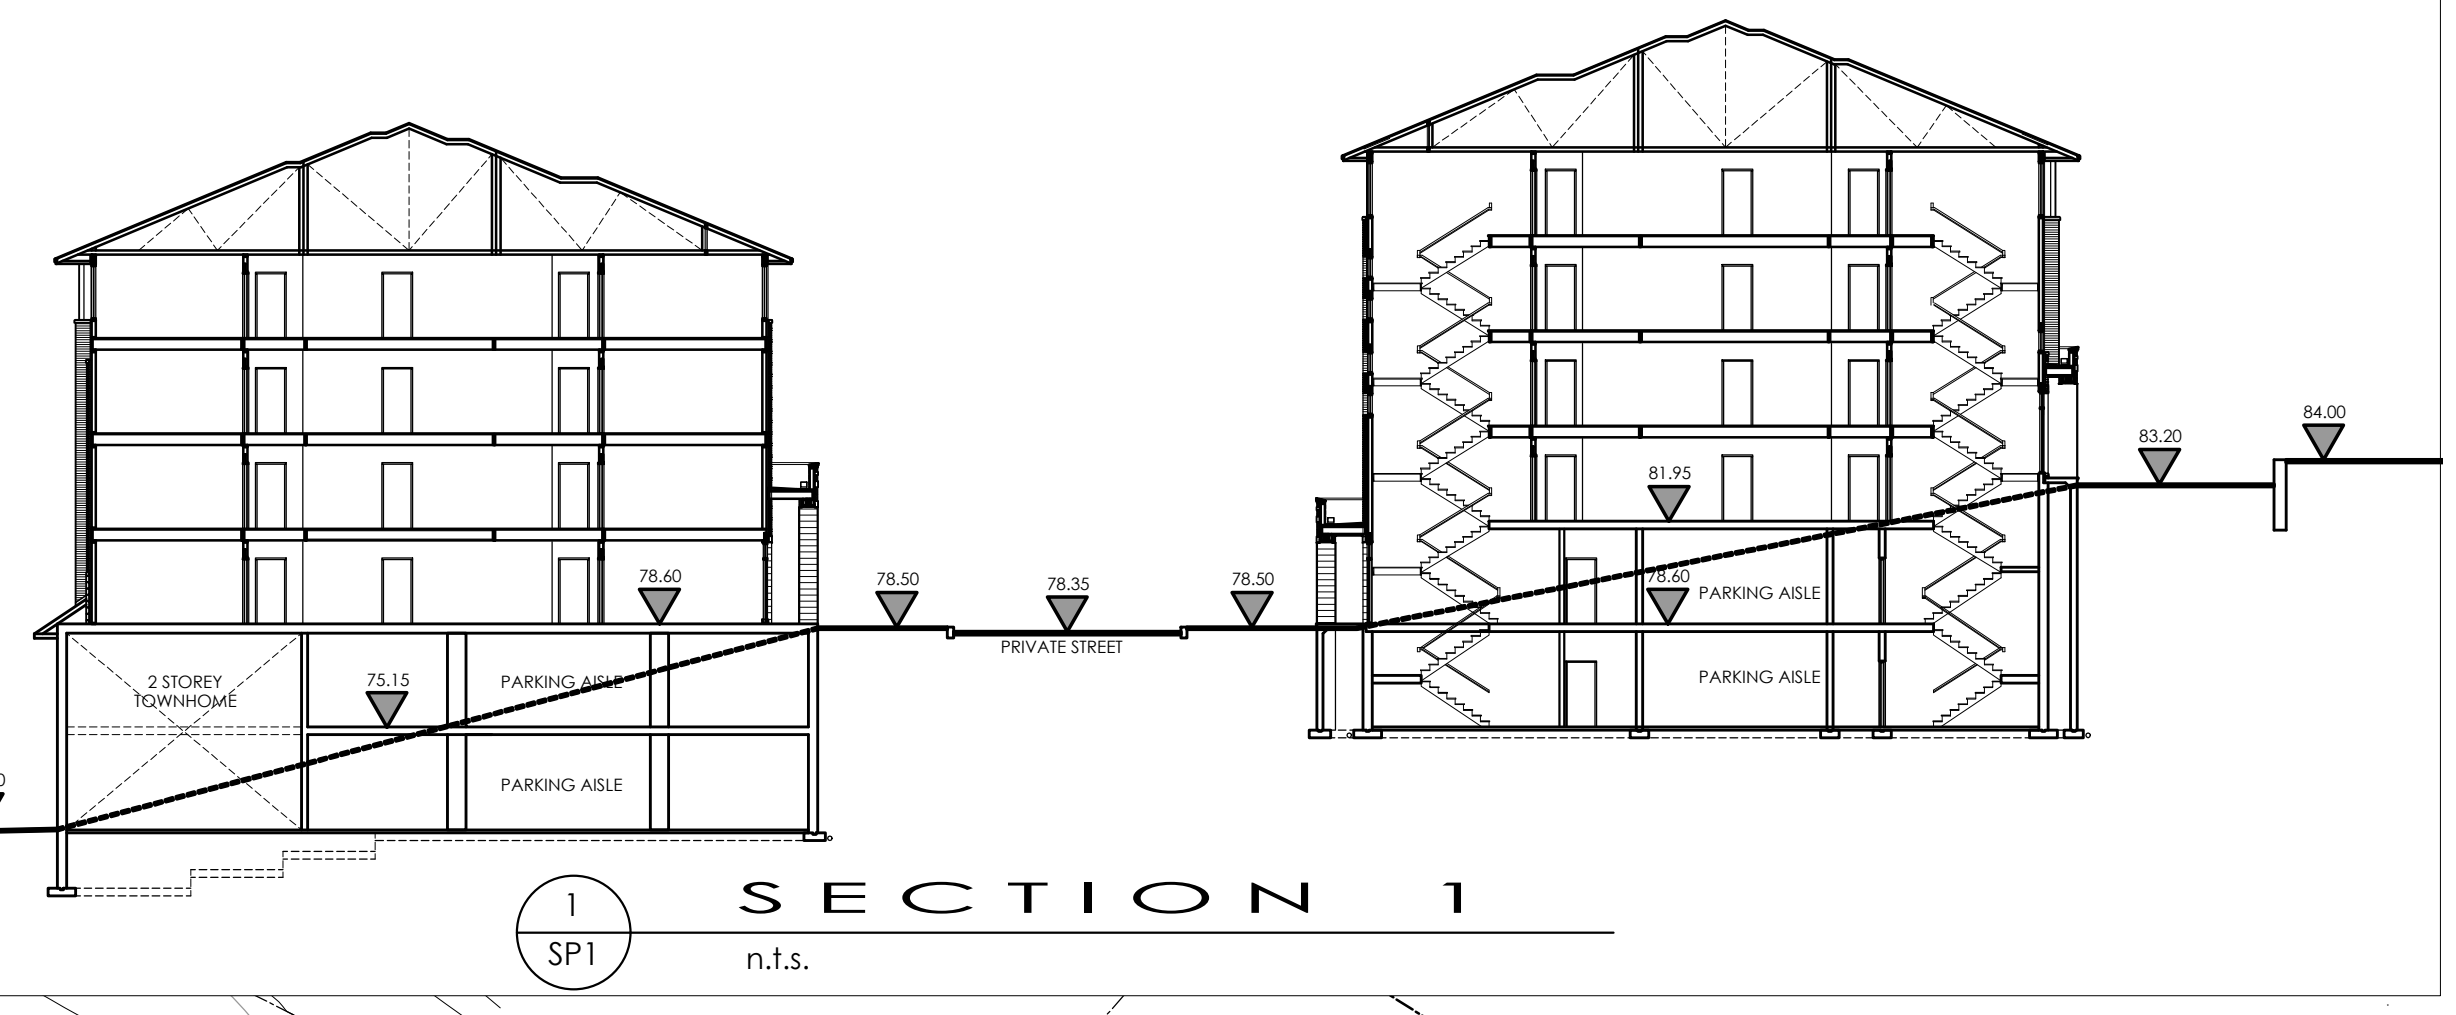 83.20
84.00
81.95
78.60
78.50
78.35
78.50
78.60
PARKING AISLE
PRIVATE STREET
2 STOREY
TOWNHOME
75.15
PARKING AISLE
PARKING AISLE
PARKING AISLE
1
SP1
SECTION 1
n.t.s.